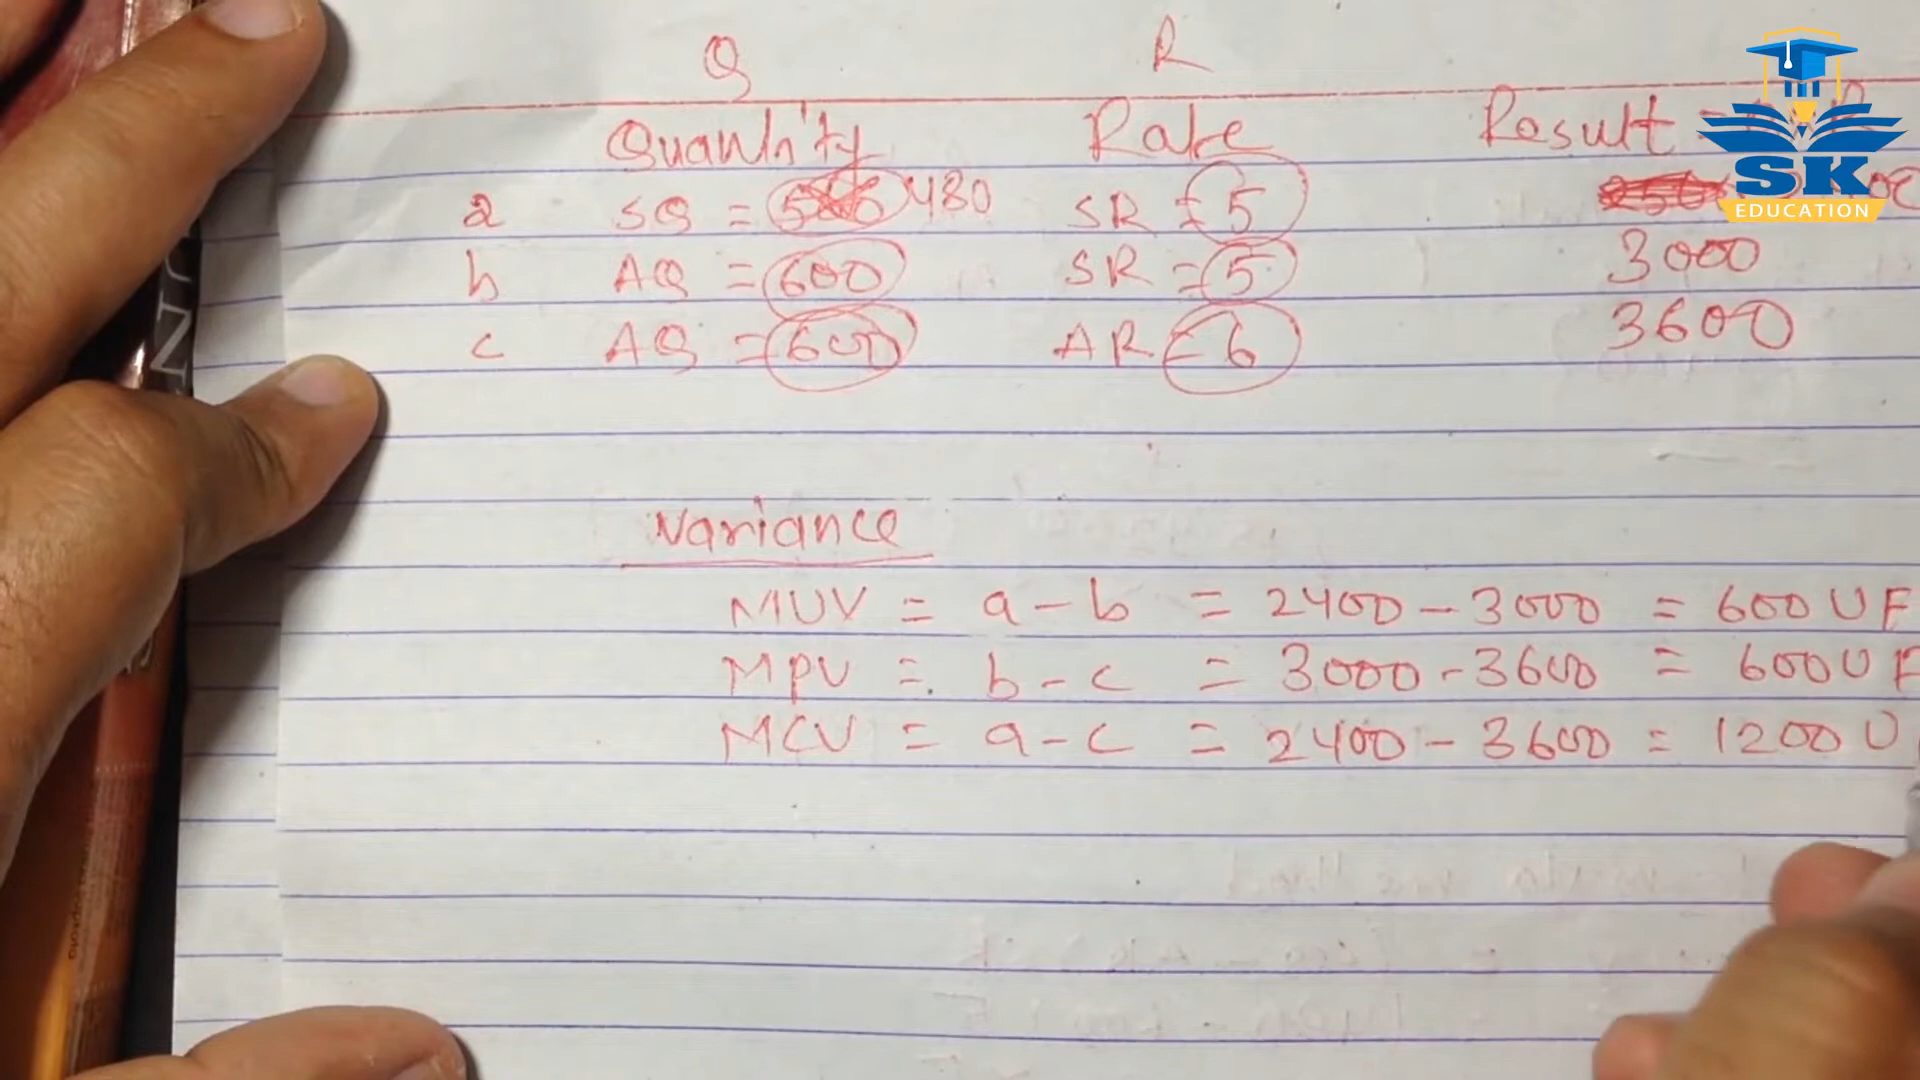 Q R
Quantity Rate Result =
a SQ = 480 SR = 5
b AQ = 600 SR = 5 3000
c AQ = 600 AR = 6 3600
Variance
MUV = a - b = 2400 - 3000 = 600 UF
MPV = b - c = 3000 - 3600 = 600 UF
MCV = a - c = 2400 - 3600 = 1200 U
SK
EDUCATION